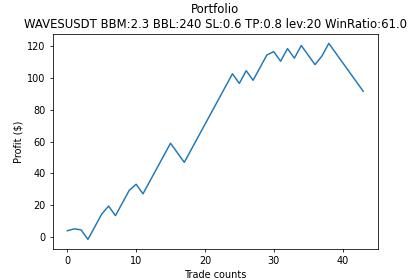 Portfolio
WAVESUSDT BBM:2.3 BBL:240 SL:0.6 TP:0.8 lev:20 WinRatio:61.0
120
100
80
60
40
20
0
Profit ($)
0 10 20 30 40
Trade counts